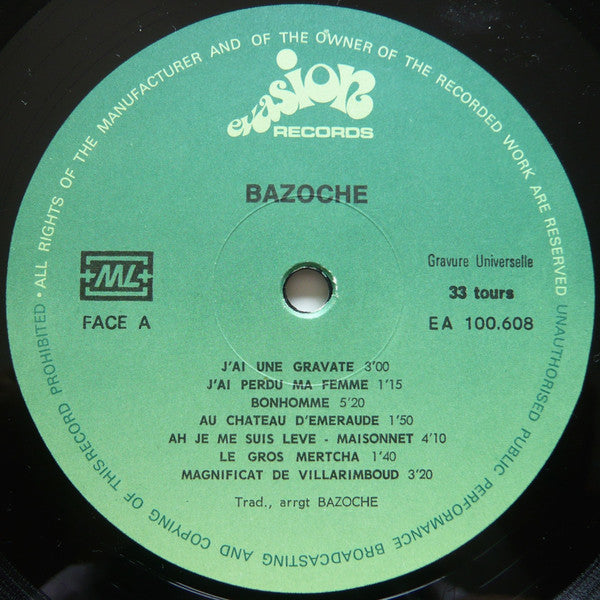 ALL RIGHTS OF THE MANUFACTURER AND OF THE OWNER OF THE RECORDED WORK ARE RESERVED UNAUTHORISED PUBLIC PERFORMANCE BROADCASTING AND COPYING OF THIS RECORD PROHIBITED •
evasion
RECORDS
BAZOCHE
ML
FACE A
Gravure Universelle
33 tours
EA 100.608
J'AI UNE GRAVATE 3'00
J'AI PERDU MA FEMME 1'15
BONHOMME 5'20
AU CHATEAU D'EMERAUDE 1'50
AH JE ME SUIS LEVE - MAISONNET 4'10
LE GROS MERTCHA 1'40
MAGNIFICAT DE VILLARIMBOUD 3'20
Trad., arrgt BAZOCHE